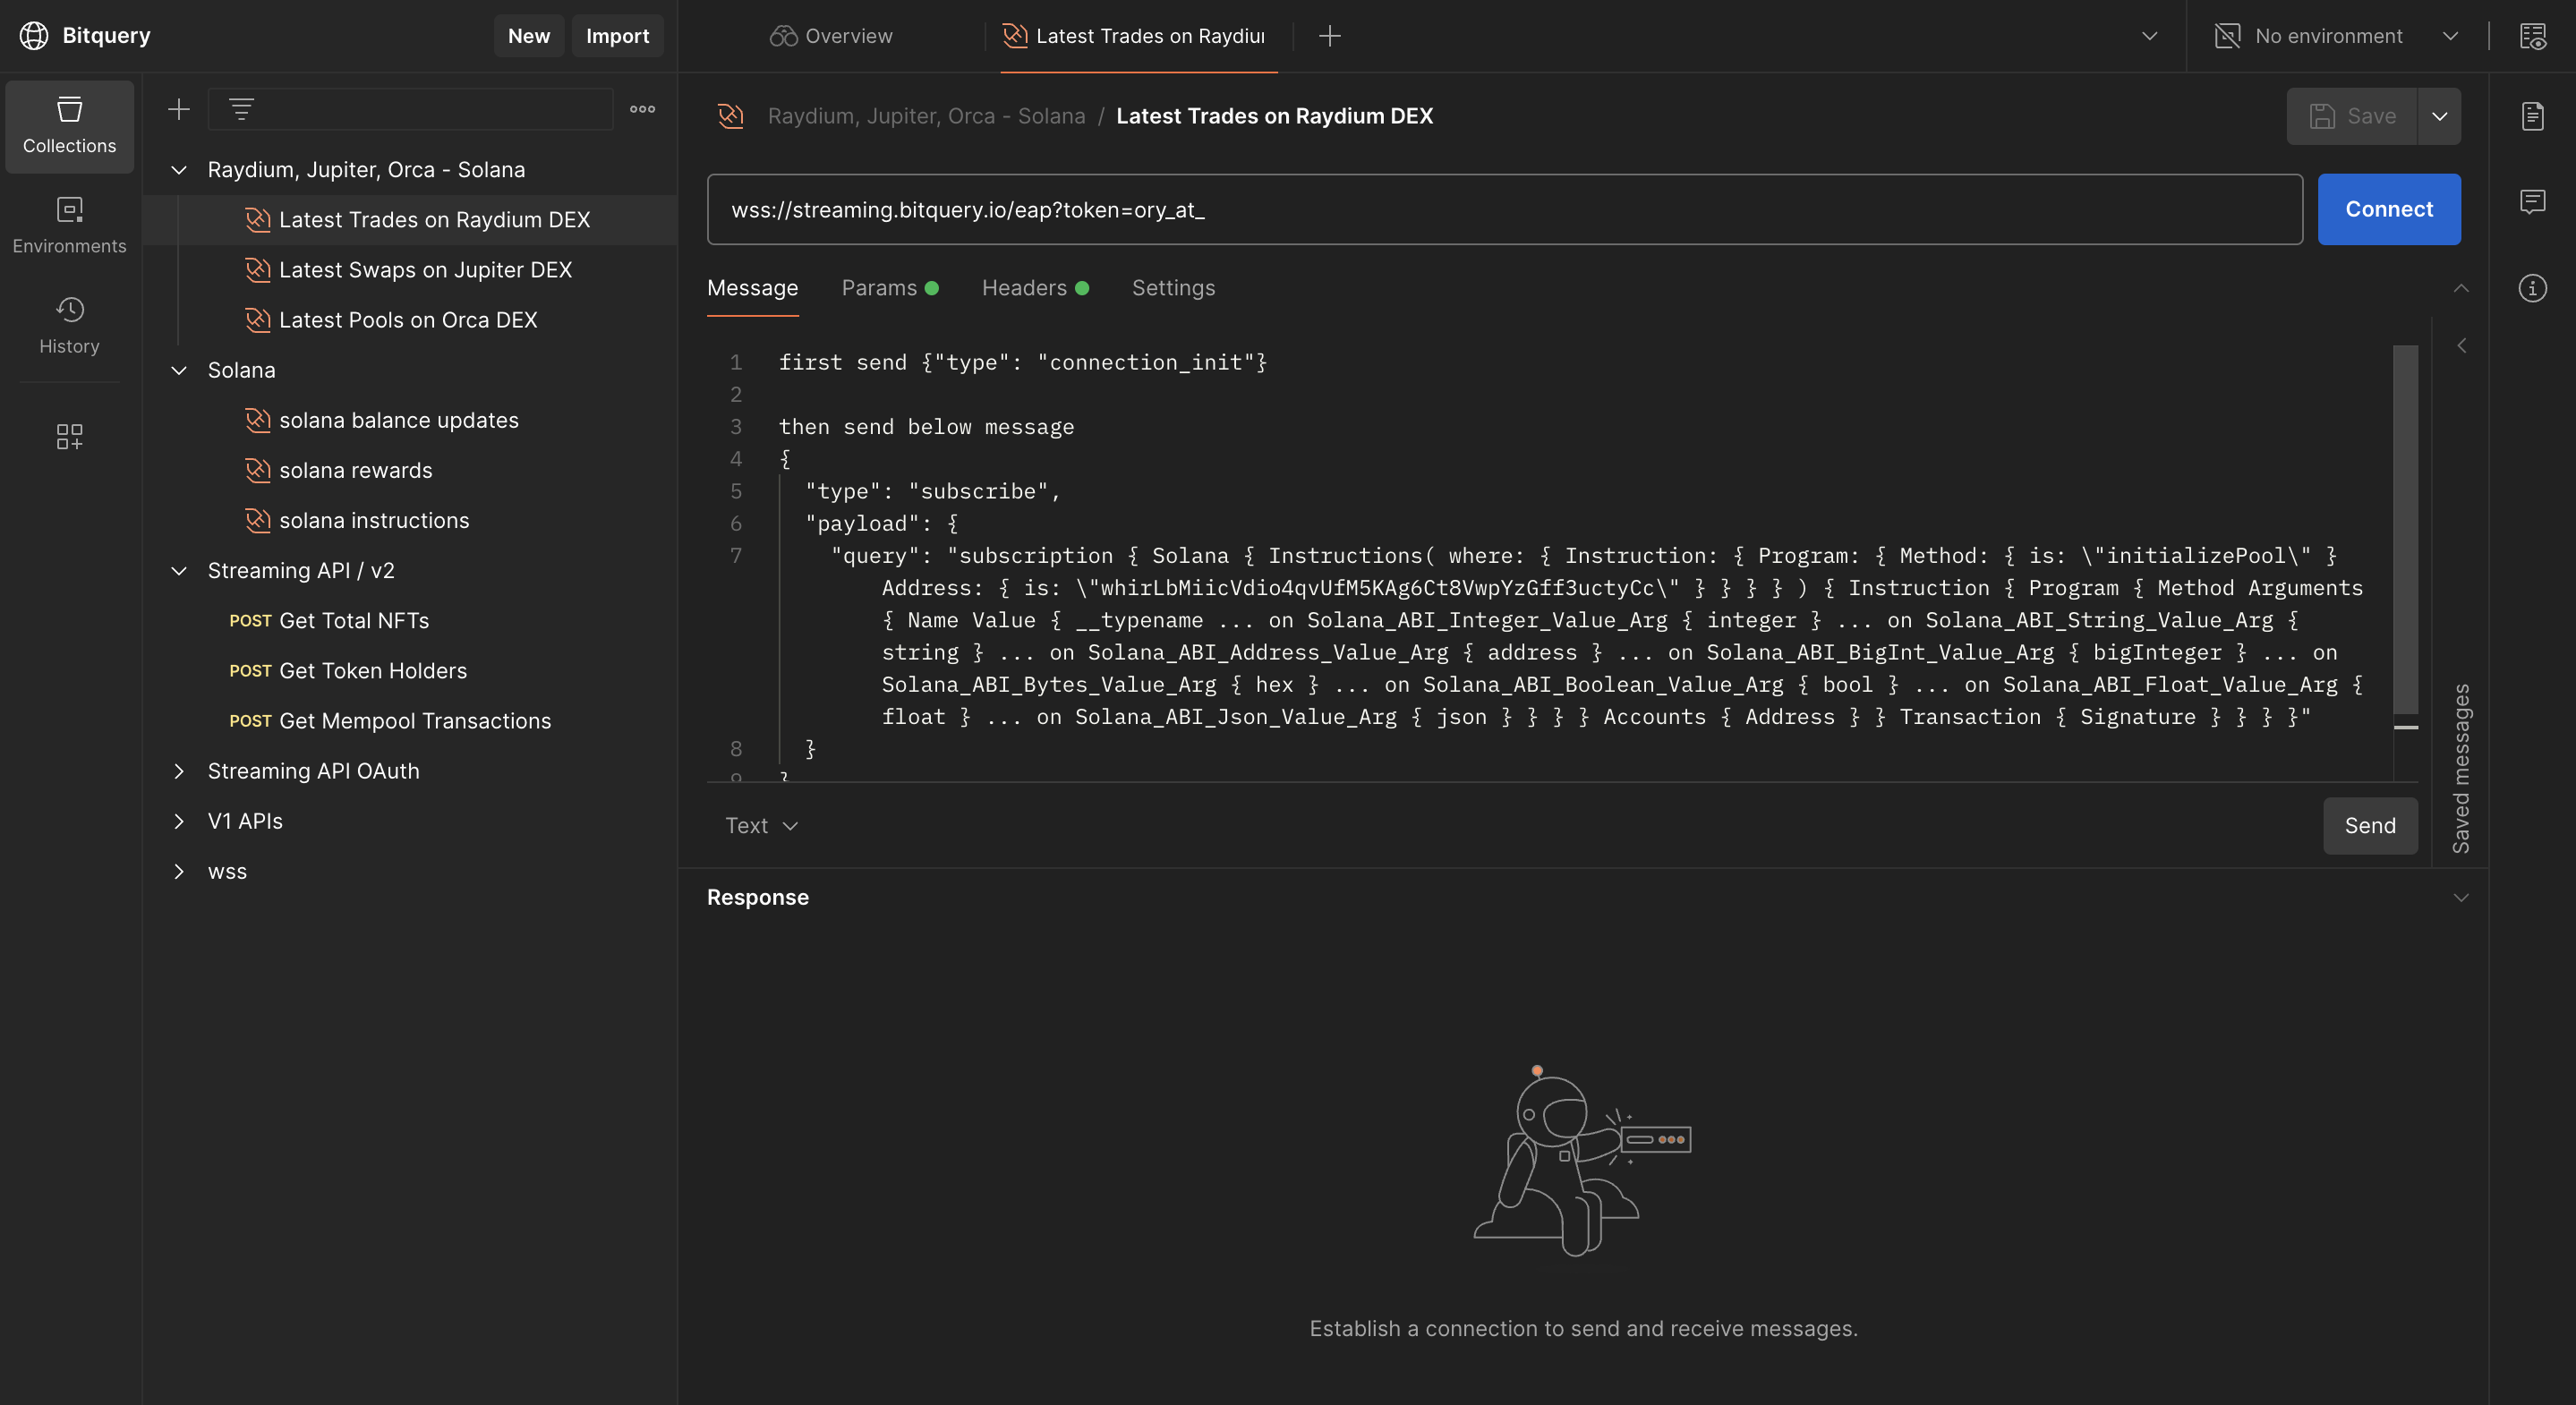 Bitquery
New
Import
Overview
Latest Trades on Raydiur
No environment
Collections
Environments
History
Raydium, Jupiter, Orca - Solana
Latest Trades on Raydium DEX
Latest Swaps on Jupiter DEX
Latest Pools on Orca DEX
Solana
solana balance updates
solana rewards
solana instructions
Streaming API / v2
POST Get Total NFTs
POST Get Token Holders
POST Get Mempool Transactions
Streaming API OAuth
V1 APIs
wss
Raydium, Jupiter, Orca - Solana / Latest Trades on Raydium DEX
Save
wss://streaming.bitquery.io/eap?token=ory_at_
Connect
Message
Params
Headers
Settings
1 first send {"type": "connection_init"}
2
3 then send below message
4 {
5 "type": "subscribe",
6 "payload": {
7 "query": "subscription { Solana { Instructions( where: { Instruction: { Program: { Method: { is: \"initializePool\" }
Address: { is: \"whirLbMiicVdio4qvUfM5KAg6Ct8VwpYzGff3uctyCc\" } } } } ) { Instruction { Program { Method Arguments
{ Name Value { __typename ... on Solana_ABI_Integer_Value_Arg { integer } ... on Solana_ABI_String_Value_Arg {
string } ... on Solana_ABI_Address_Value_Arg { address } ... on Solana_ABI_BigInt_Value_Arg { bigInteger } ... on
Solana_ABI_Bytes_Value_Arg { hex } ... on Solana_ABI_Boolean_Value_Arg { bool } ... on Solana_ABI_Float_Value_Arg {
float } ... on Solana_ABI_Json_Value_Arg { json } } } } Accounts { Address } } Transaction { Signature } } } }"
8 }
9 }
Text
Send
Saved messages
Response
Establish a connection to send and receive messages.